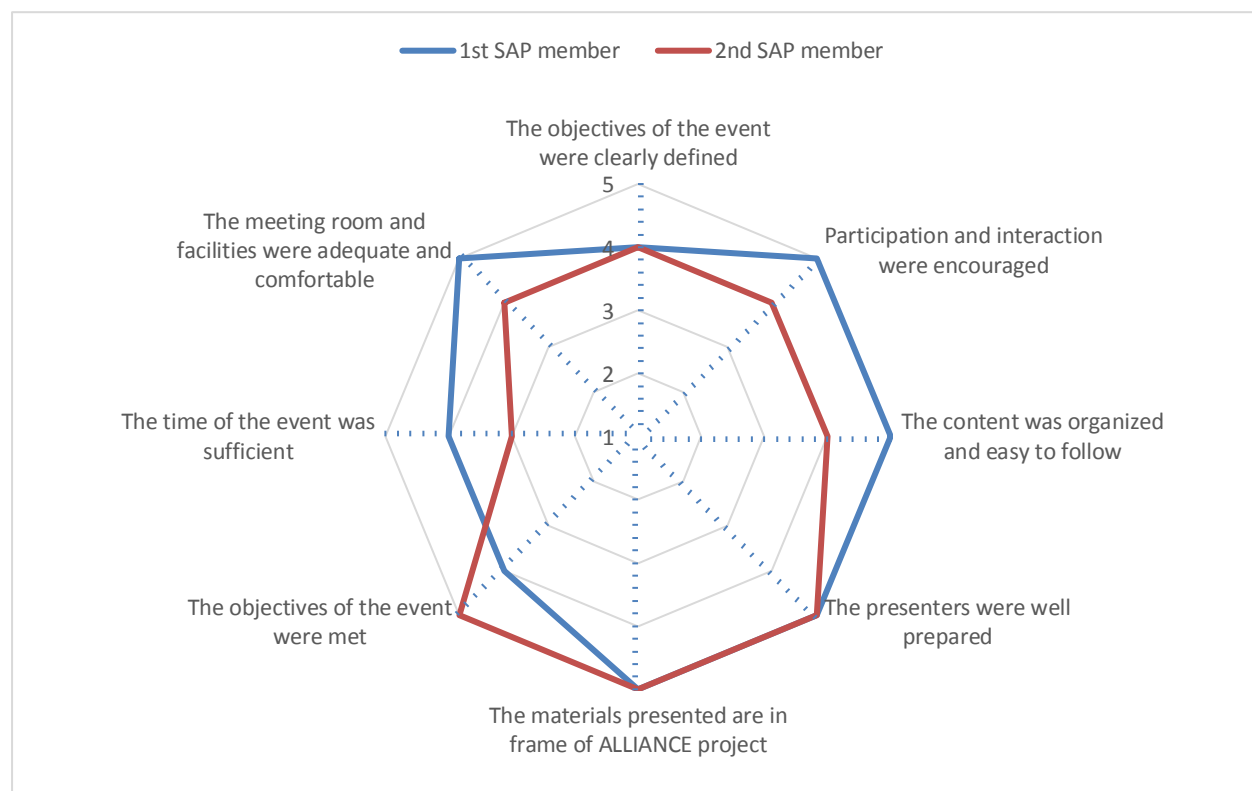 1st SAP member
2nd SAP member
The objectives of the event
were clearly defined
Participation and interaction
were encouraged
The content was organized
and easy to follow
The presenters were well
prepared
The materials presented are in
frame of ALLIANCE project
The objectives of the event
were met
The time of the event was
sufficient
The meeting room and
facilities were adequate and
comfortable
5
4
3
2
1